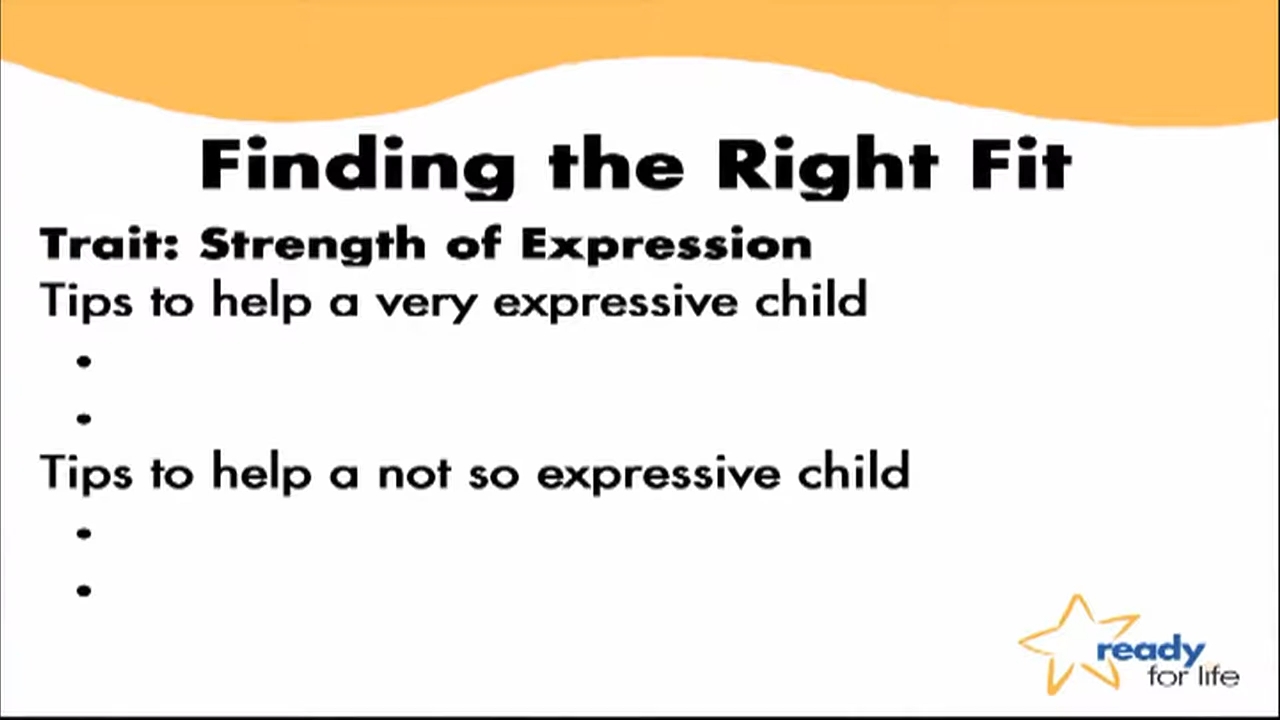 Finding the Right Fit
Trait: Strength of Expression
Tips to help a very expressive child
•
•
Tips to help a not so expressive child
•
•
ready
for life